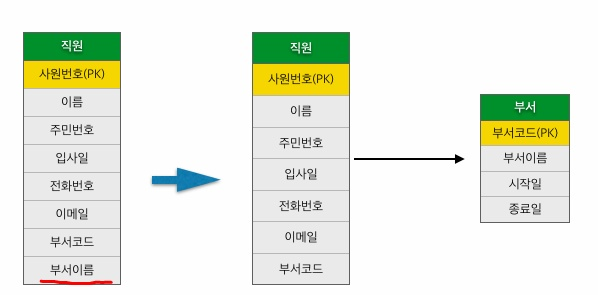 직원
사원번호(PK)
이름
주민번호
입사일
전화번호
이메일
부서코드
부서이름
직원
사원번호(PK)
이름
주민번호
입사일
전화번호
이메일
부서코드
부서
부서코드(PK)
부서이름
시작일
종료일